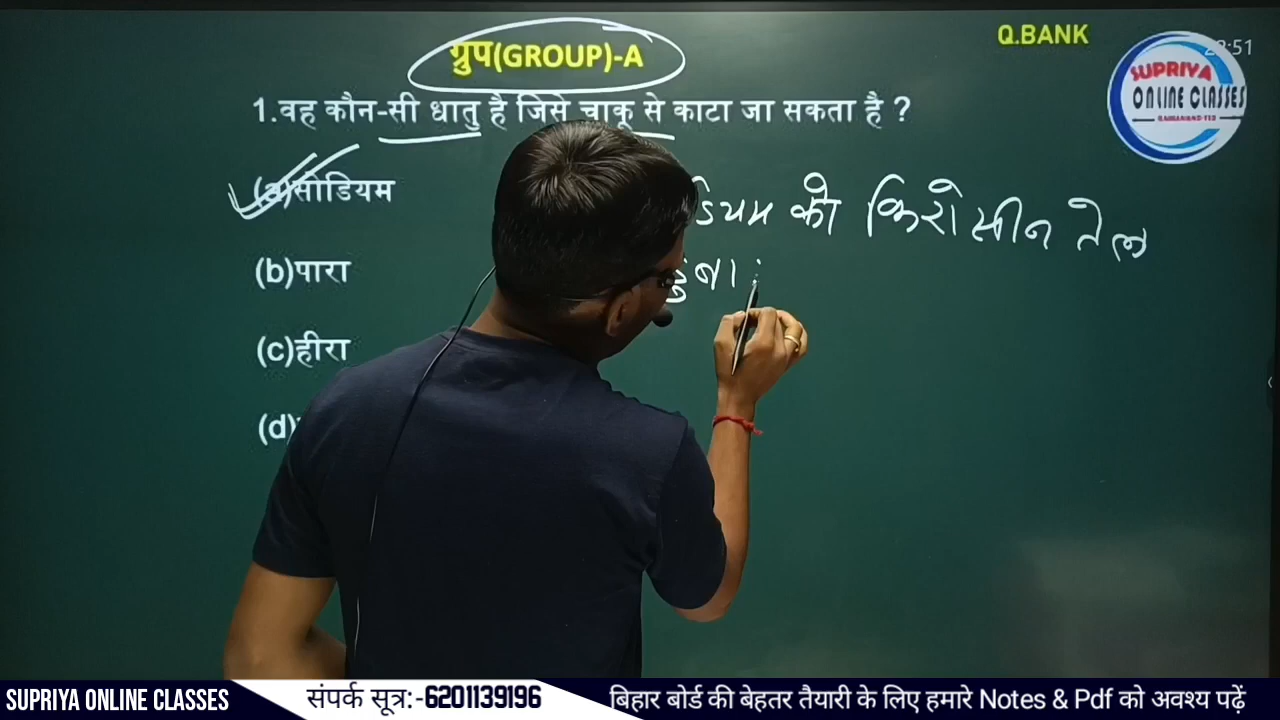 Q.BANK
ग्रुप(GROUP)-A
:51
SUPRIYA
ONLINE CLASSES
1.वह कौन-सी धातु है जिसे चाकू से काटा जा सकता है ?
(a)सोडियम
डियम को किरोसीन तेल
(b)पारा
डुबा
(c)हीरा
(d)
SUPRIYA ONLINE CLASSES
संपर्क सूत्र:-6201139196
बिहार बोर्ड की बेहतर तैयारी के लिए हमारे Notes & Pdf को अवश्य पढ़ें